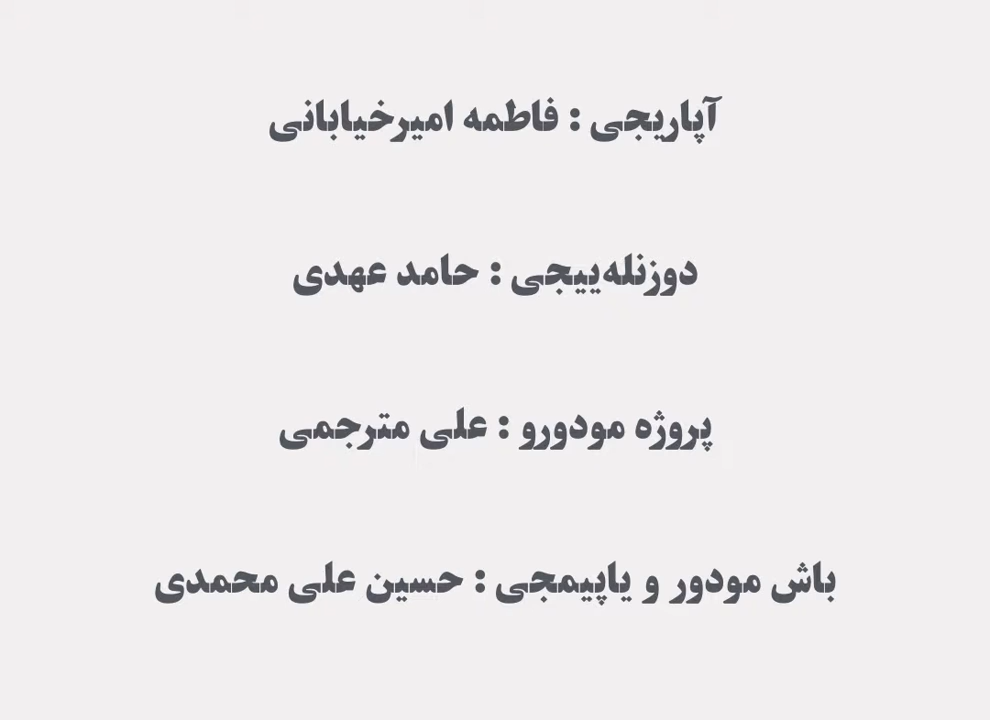 آپاریجی : فاطمه امیرخیابانی
دوزنله‌ییجی : حامد عهدی
پروژه مودورو : علی مترجمی
باش مودور و یاپیمجی : حسین علی محمدی